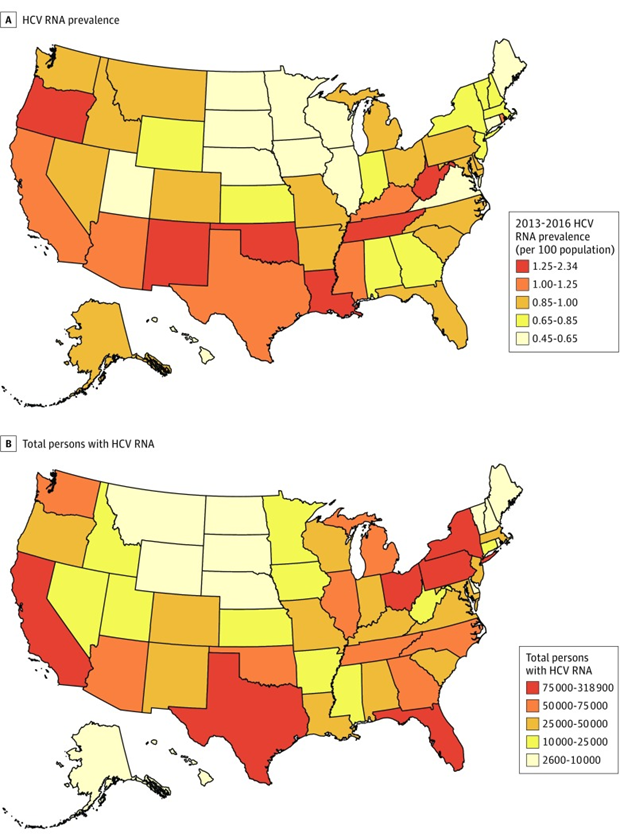 A HCV RNA prevalence
2013-2016 HCV
RNA prevalence
(per 100 population)
1.25-2.34
1.00-1.25
0.85-1.00
0.65-0.85
0.45-0.65
B Total persons with HCV RNA
Total persons
with HCV RNA
75 000-318 900
50 000-75 000
25 000-50 000
10 000-25 000
2600-10 000